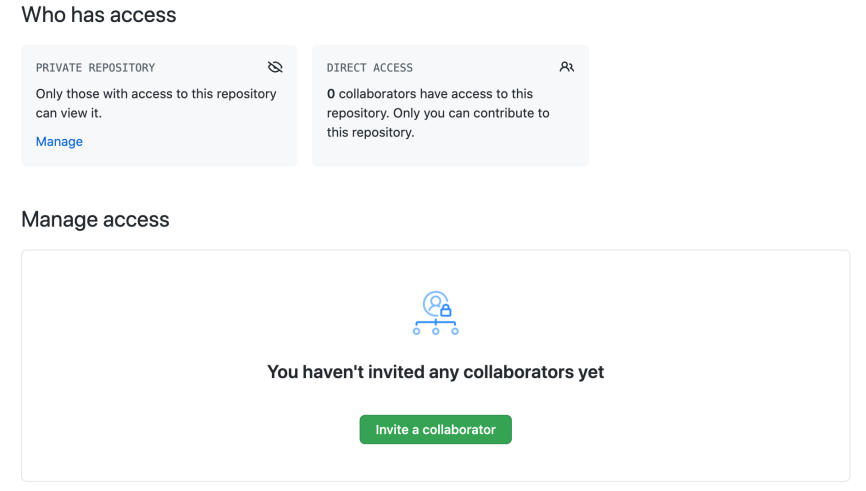 Who has access
PRIVATE REPOSITORY
Only those with access to this repository
can view it.
Manage
DIRECT ACCESS
0 collaborators have access to this
repository. Only you can contribute to
this repository.
Manage access
You haven't invited any collaborators yet
Invite a collaborator